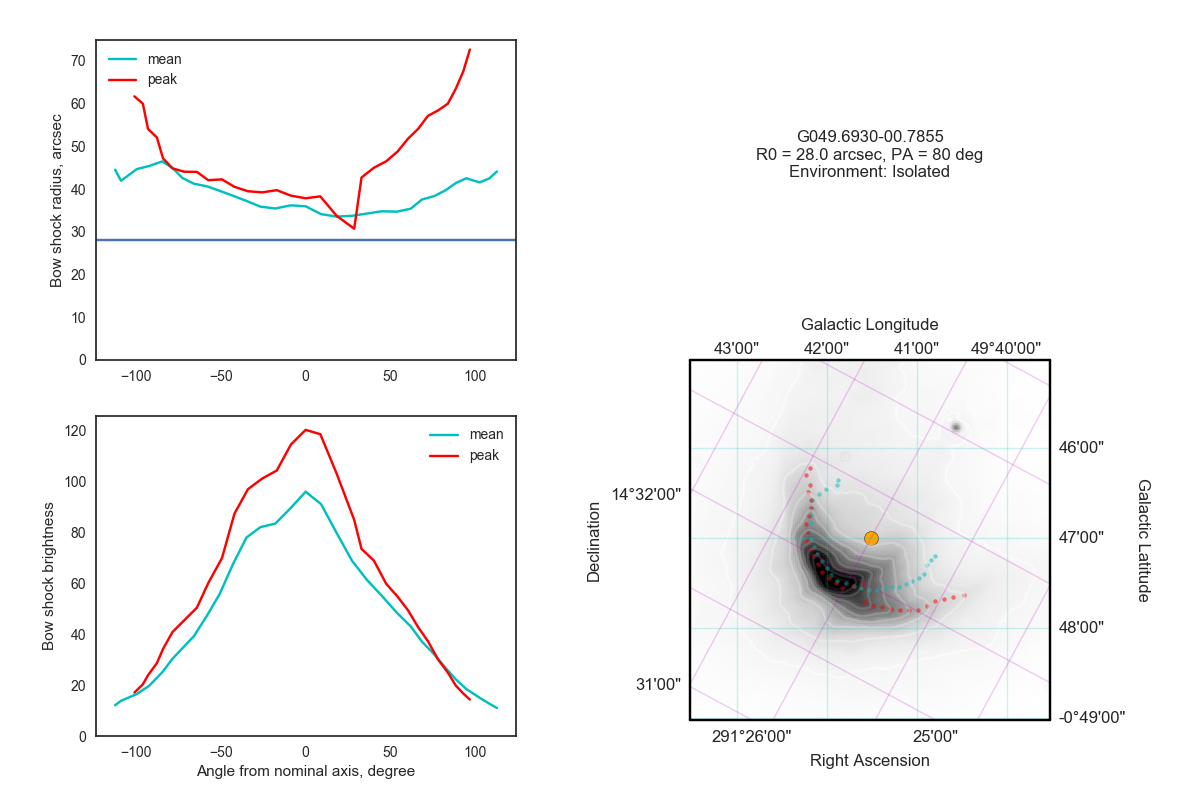 70
60
50
40
30
20
10
0
Bow shock radius, arcsec
mean
peak
−100
−50
0
50
100
120
100
80
60
40
20
0
Bow shock brightness
mean
peak
−100
−50
0
50
100
Angle from nominal axis, degree
G049.6930-00.7855
R0 = 28.0 arcsec, PA = 80 deg
Environment: Isolated
Galactic Longitude
43'00"
42'00"
41'00"
49°40'00"
46'00"
47'00"
48'00"
-0°49'00"
Galactic Latitude
14°32'00"
31'00"
Declination
291°26'00"
25'00"
Right Ascension